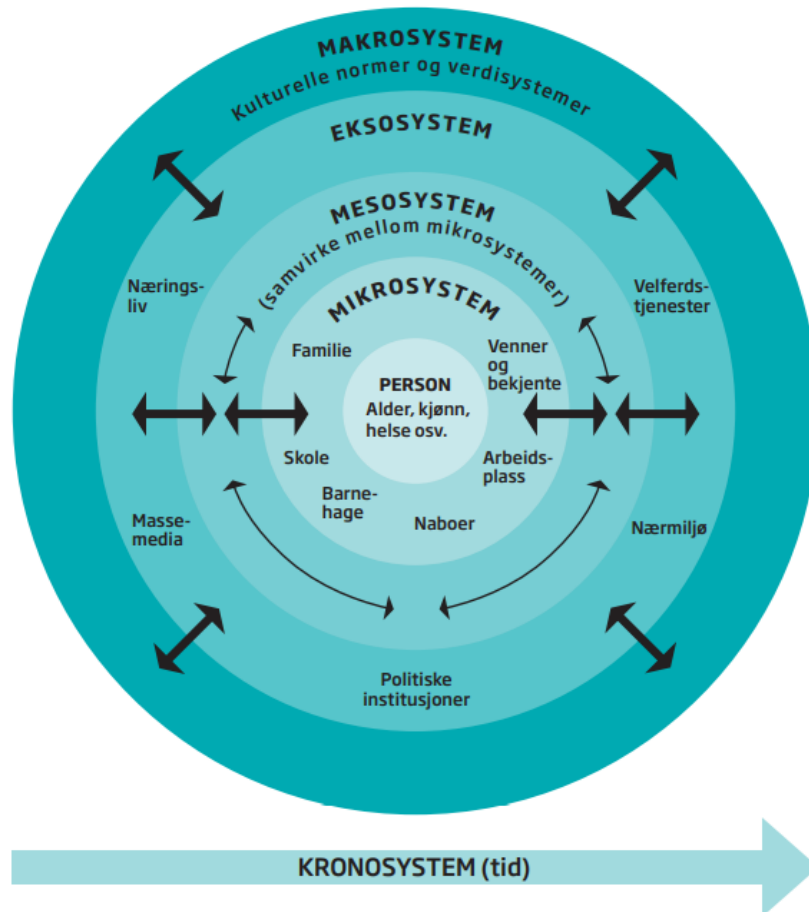 MAKROSYSTEM
Kulturelle normer og verdisystemer
EKSOSYSTEM
MESOSYSTEM
(samvirke mellom mikrosystemer)
MIKROSYSTEM
Nærings-
liv
Velferds-
tjenester
Familie
Venner
og
bekjente
PERSON
Alder, kjønn,
helse osv.
Skole
Arbeids-
plass
Barne-
hage
Naboer
Masse-
media
Nærmiljø
Politiske
institusjoner
KRONOSYSTEM (tid)